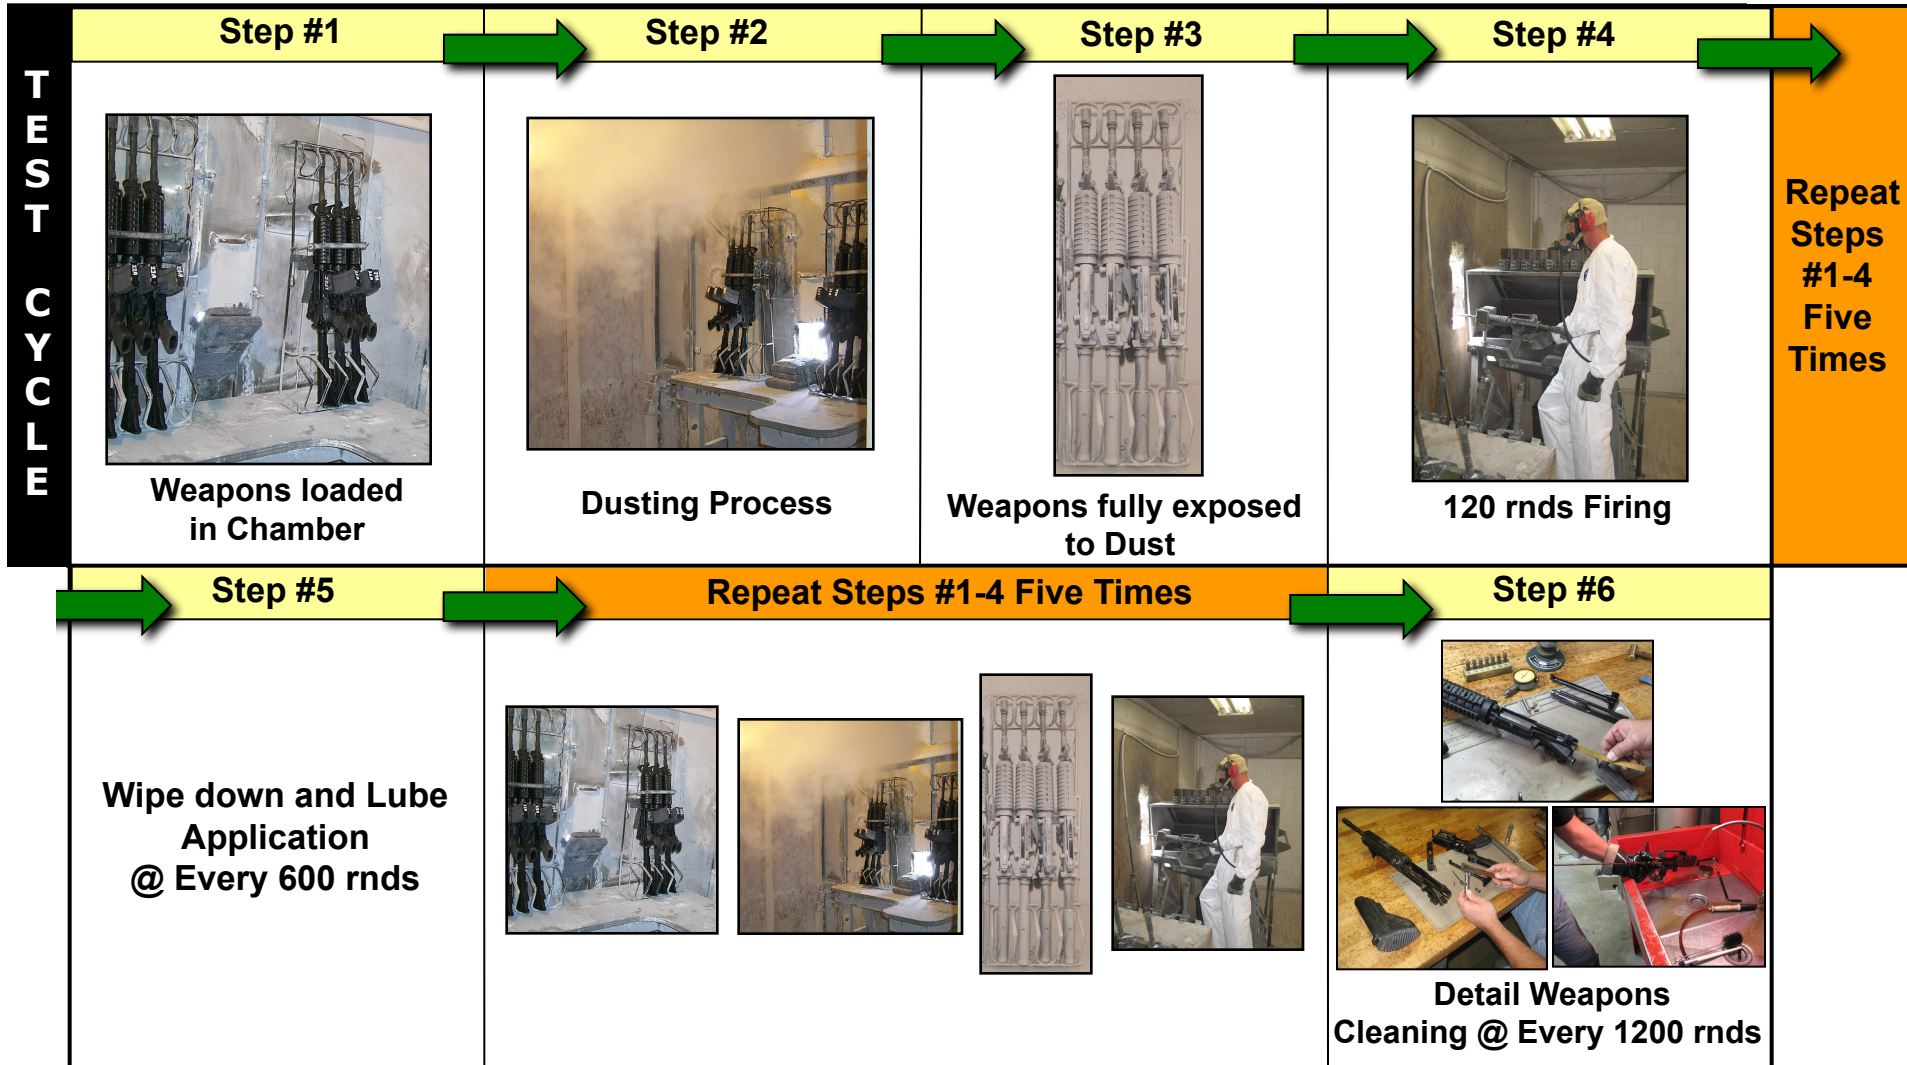 TEST CYCLE
Step #1
Step #2
Step #3
Step #4
Weapons loaded
in Chamber
Dusting Process
Weapons fully exposed
to Dust
120 rnds Firing
Repeat
Steps
#1-4
Five
Times
Step #5
Repeat Steps #1-4 Five Times
Step #6
Wipe down and Lube
Application
@ Every 600 rnds
Detail Weapons
Cleaning @ Every 1200 rnds